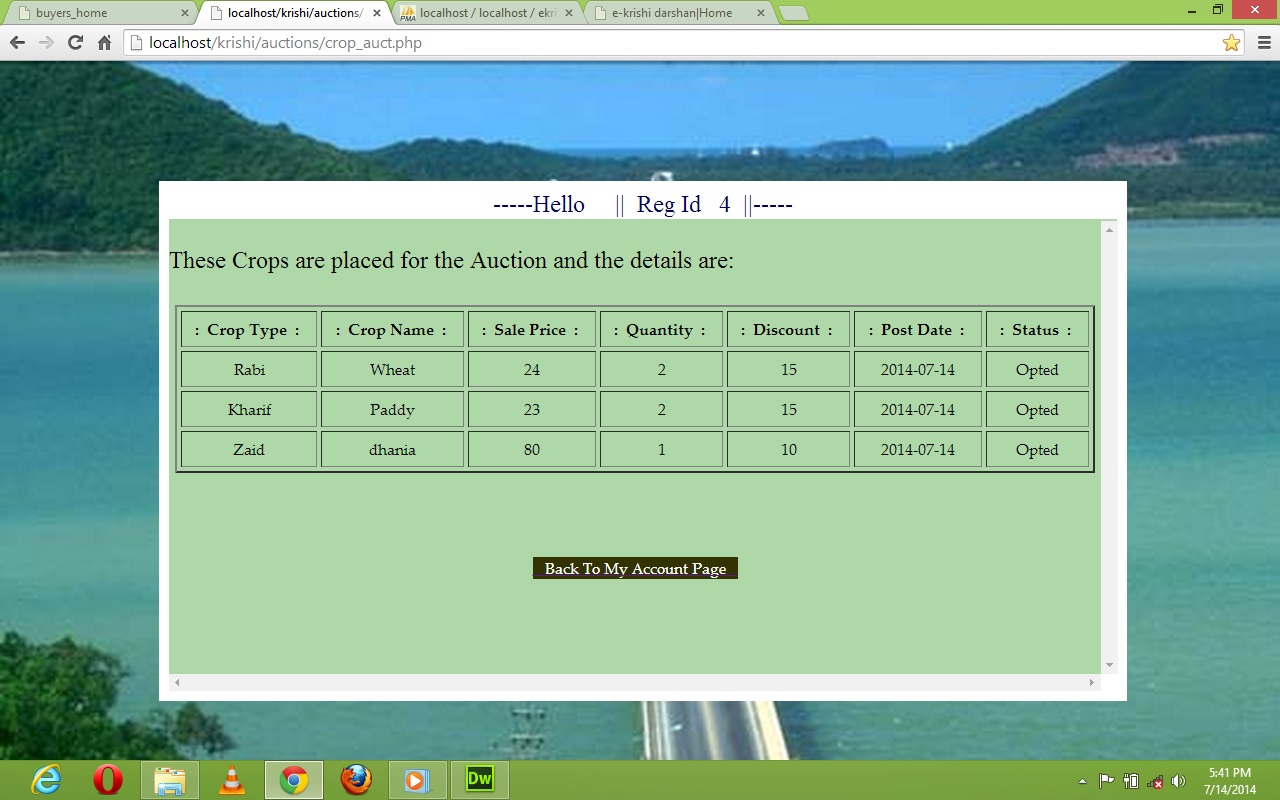 buyers_home
localhost/krishi/auctions/
localhost / localhost / ekri
e-krishi darshan|Home
localhost/krishi/auctions/crop_auct.php
-----Hello || Reg Id 4 ||-----
These Crops are placed for the Auction and the details are:
: Crop Type : : Crop Name : : Sale Price : : Quantity : : Discount : : Post Date : : Status :
Rabi Wheat 24 2 15 2014-07-14 Opted
Kharif Paddy 23 2 15 2014-07-14 Opted
Zaid dhania 80 1 10 2014-07-14 Opted
Back To My Account Page
Dw
5:41 PM
7/14/2014